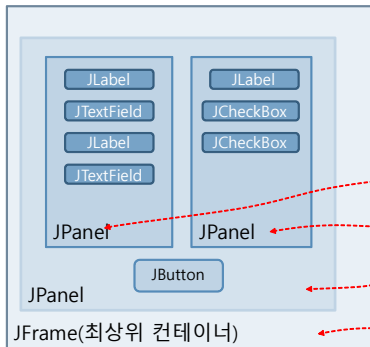 JLabel
JTextField
JLabel
JTextField
JPanel
JLabel
JCheckBox
JCheckBox
JPanel
JButton
JPanel
JFrame(최상위 컨테이너)